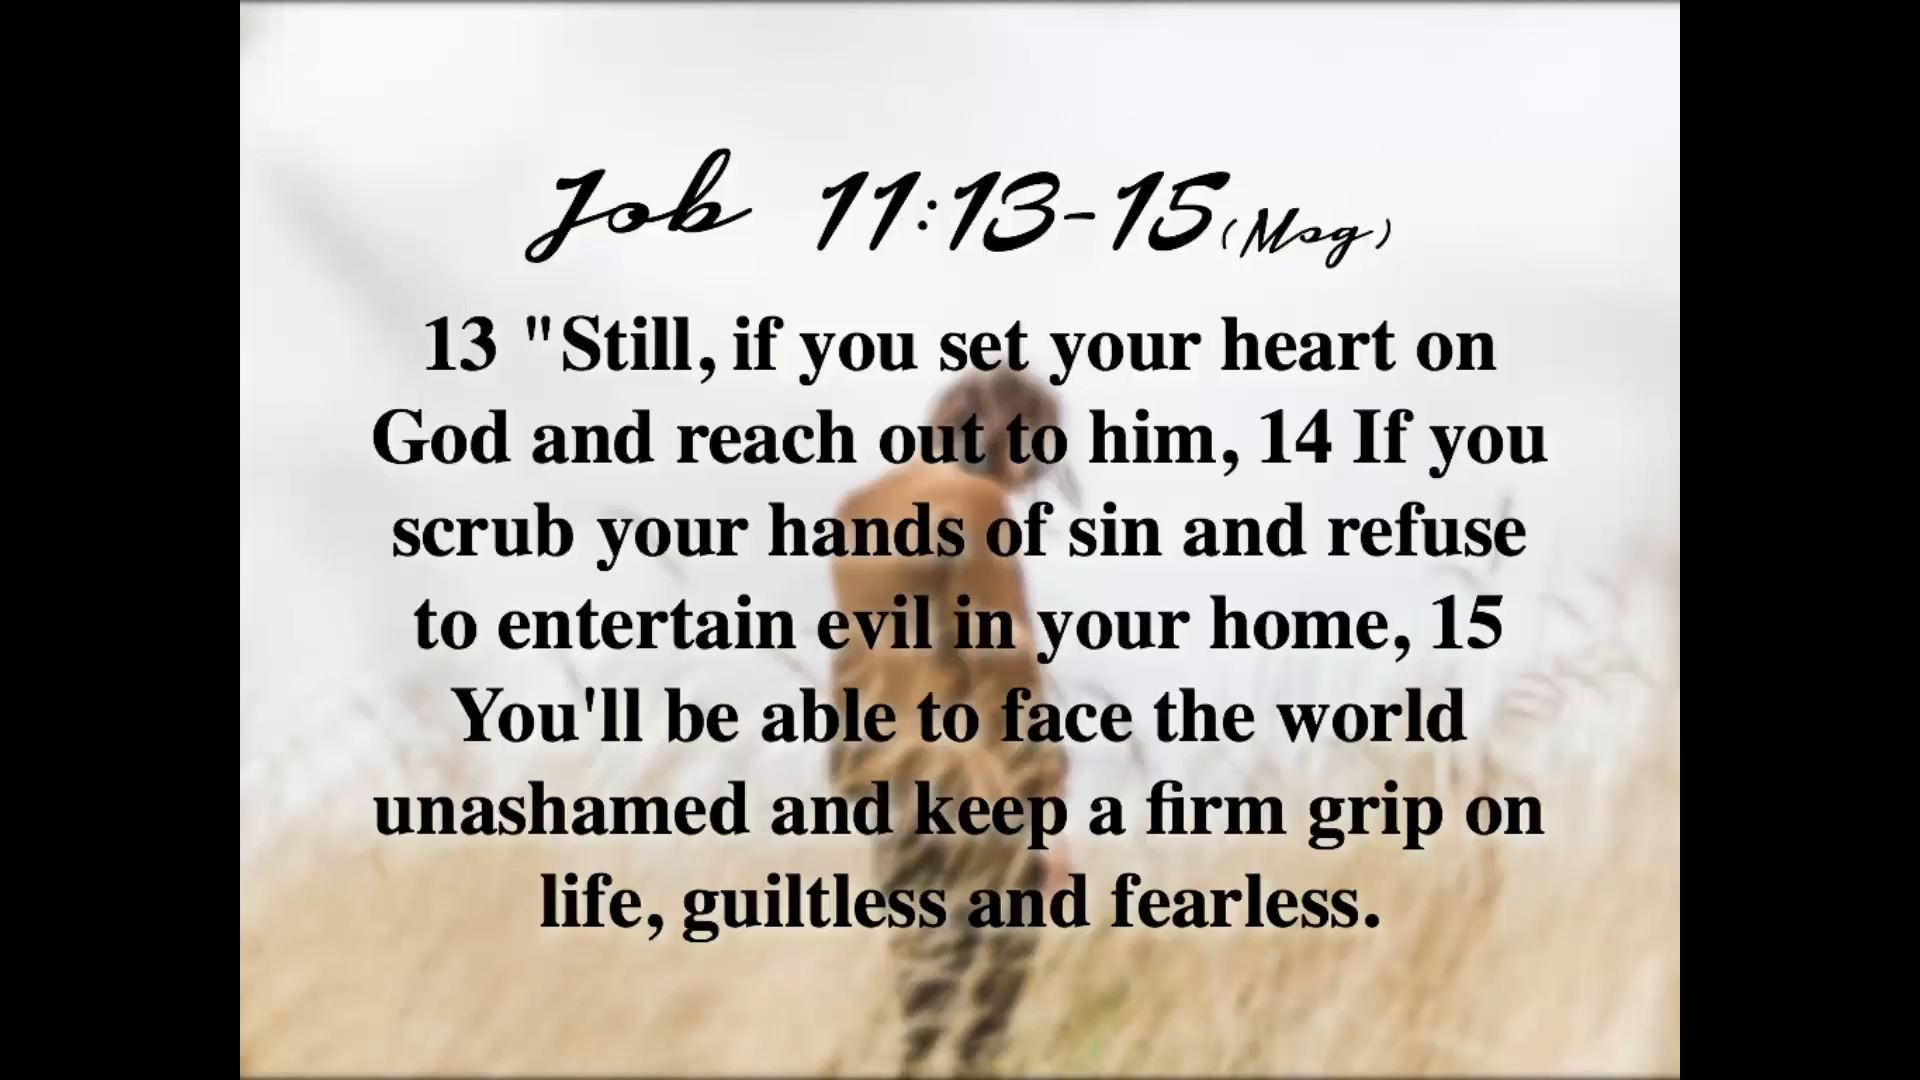 Job 11:13-15(Msg)
13 "Still, if you set your heart on
God and reach out to him, 14 If you
scrub your hands of sin and refuse
to entertain evil in your home, 15
You'll be able to face the world
unashamed and keep a firm grip on
life, guiltless and fearless.